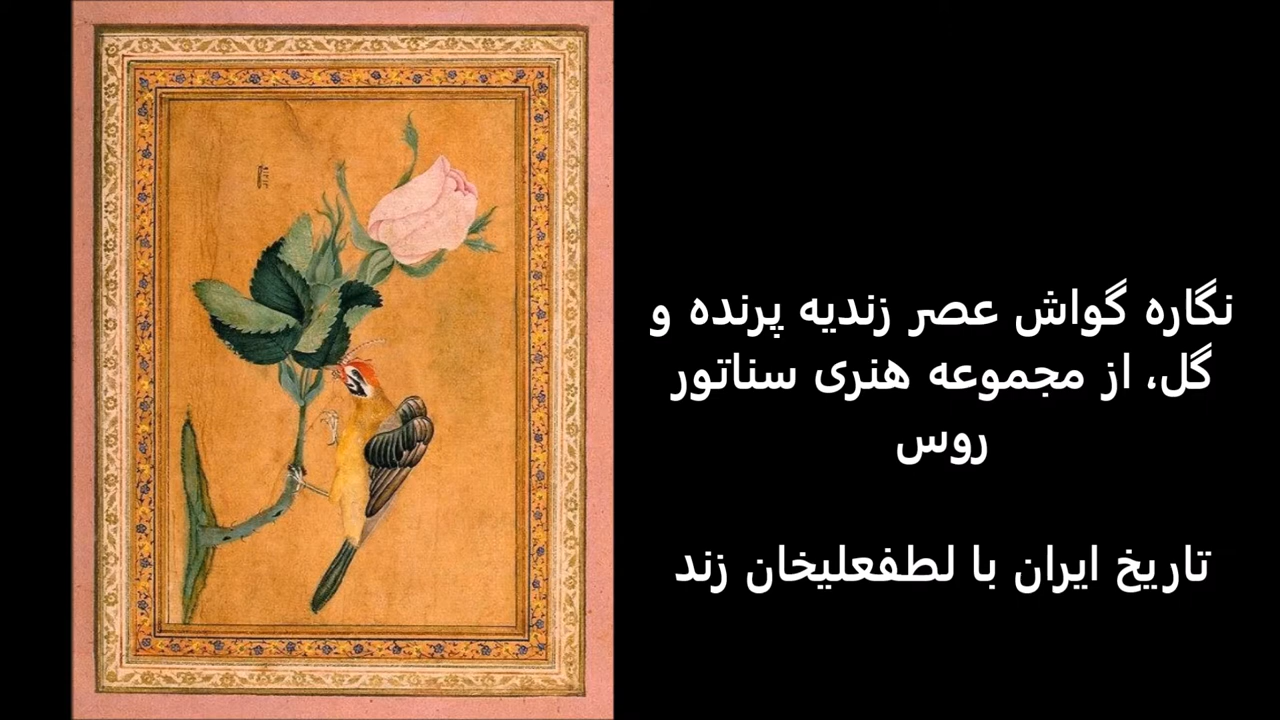 نگاره گواش عصر زندیه پرنده و
گل، از مجموعه هنری سناتور
روس
تاریخ ایران با لطفعلیخان زند